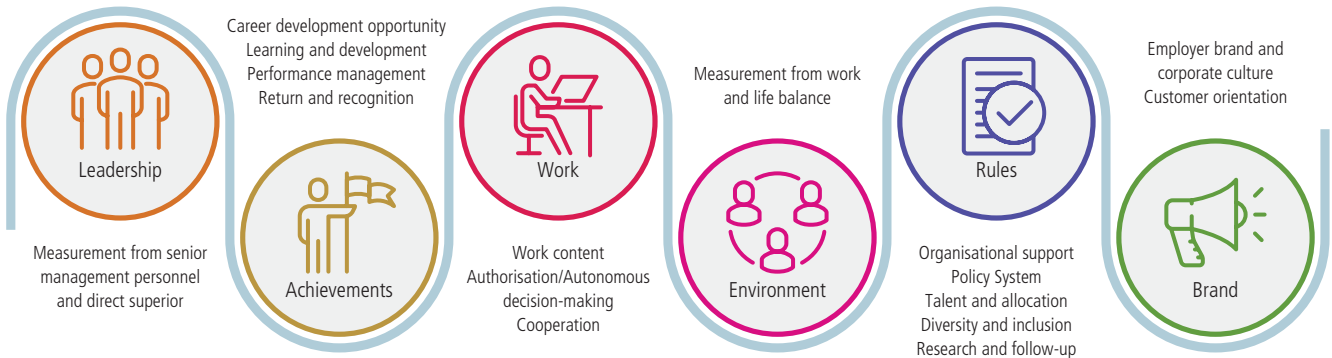 Leadership
Measurement from senior
management personnel
and direct superior
Career development opportunity
Learning and development
Performance management
Return and recognition
Achievements
Work
Work content
Authorisation/Autonomous
decision-making
Cooperation
Measurement from work
and life balance
Environment
Rules
Organisational support
Policy System
Talent and allocation
Diversity and inclusion
Research and follow-up
Employer brand and
corporate culture
Customer orientation
Brand